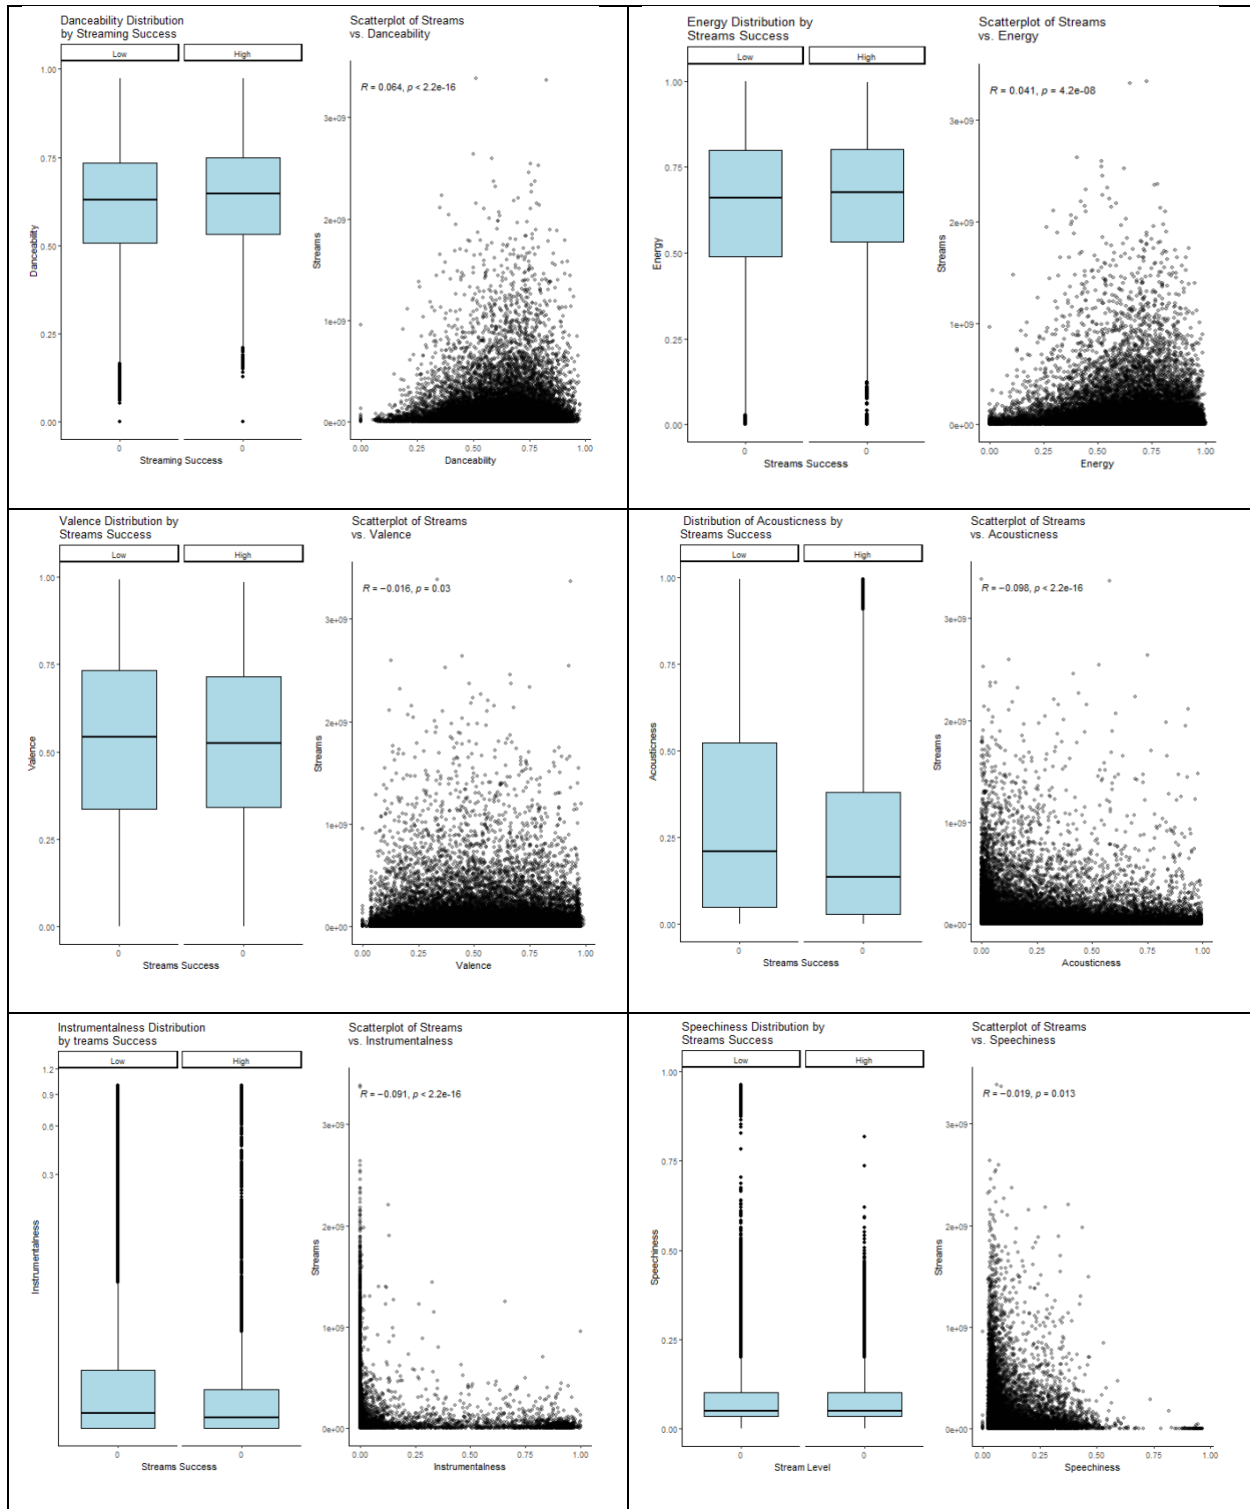 Danceability Distribution
by Streaming Success
Low
High
1.00
0.75
0.50
0.25
0.00
Danceability
0
0
Streaming Success
Scatterplot of Streams
vs. Danceability
R = 0.064, p < 2.2e-16
3e+09
2e+09
1e+09
0e+00
Streams
0.00 0.25 0.50 0.75 1.00
Danceability
Energy Distribution by
Streams Success
Low
High
1.00
0.75
0.50
0.25
0.00
Energy
0
0
Streams Success
Scatterplot of Streams
vs. Energy
R = 0.041, p = 4.2e-08
3e+09
2e+09
1e+09
0e+00
Streams
0.00 0.25 0.50 0.75 1.00
Energy
Valence Distribution by
Streams Success
Low
High
1.00
0.75
0.50
0.25
0.00
Valence
0
0
Streams Success
Scatterplot of Streams
vs. Valence
R = −0.016, p = 0.03
3e+09
2e+09
1e+09
0e+00
Streams
0.00 0.25 0.50 0.75 1.00
Valence
Distribution of Acousticness by
Streams Success
Low
High
1.00
0.75
0.50
0.25
0.00
Acousticness
0
0
Streams Success
Scatterplot of Streams
vs. Acousticness
R = −0.098, p < 2.2e-16
3e+09
2e+09
1e+09
0e+00
Streams
0.00 0.25 0.50 0.75 1.00
Acousticness
Instrumentalness Distribution
by treams Success
Low
High
1.2
0.9
0.6
0.3
Instrumentalness
0
0
Streams Success
Scatterplot of Streams
vs. Instrumentalness
R = −0.091, p < 2.2e-16
3e+09
2e+09
1e+09
0e+00
Streams
0.00 0.25 0.50 0.75 1.00
Instrumentalness
Speechiness Distribution by
Streams Success
Low
High
1.00
0.75
0.50
0.25
0.00
Speechiness
0
0
Stream Level
Scatterplot of Streams
vs. Speechiness
R = −0.019, p = 0.013
3e+09
2e+09
1e+09
0e+00
Streams
0.00 0.25 0.50 0.75 1.00
Speechiness